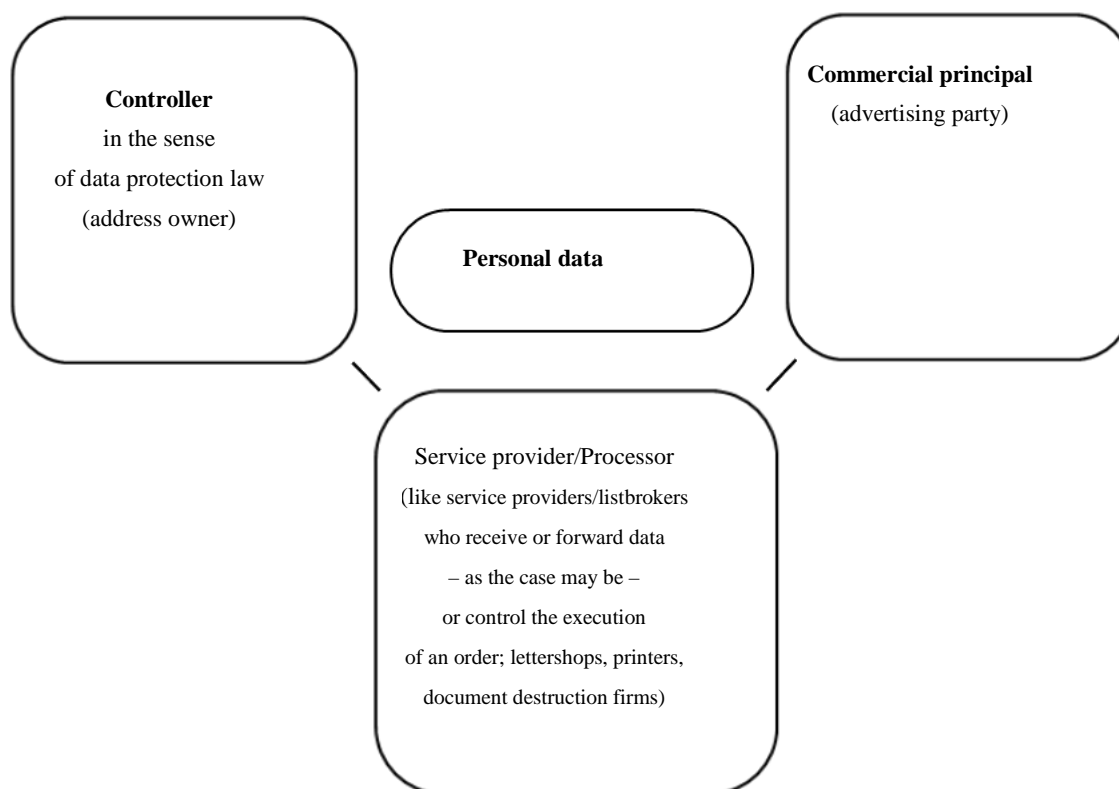 Controller
in the sense
of data protection law
(address owner)
Commercial principal
(advertising party)
Personal data
Service provider/Processor
(like service providers/listbrokers
who receive or forward data
– as the case may be –
or control the execution
of an order; lettershops, printers,
document destruction firms)